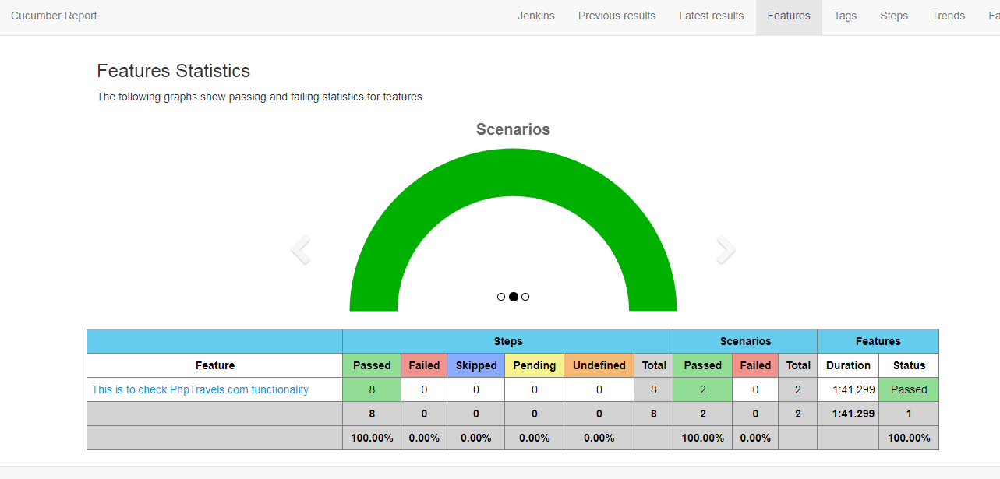 Cucumber Report Jenkins Previous results Latest results Features Tags Steps Trends Fa
Features Statistics
The following graphs show passing and failing statistics for features
Scenarios
Steps Scenarios Features
Feature Passed Failed Skipped Pending Undefined Total Passed Failed Total Duration Status
This is to check PhpTravels.com functionality 8 0 0 0 0 8 2 0 2 1:41.299 Passed
8 0 0 0 0 8 2 0 2 1:41.299 1
100.00% 0.00% 0.00% 0.00% 0.00% 100.00% 0.00% 100.00%